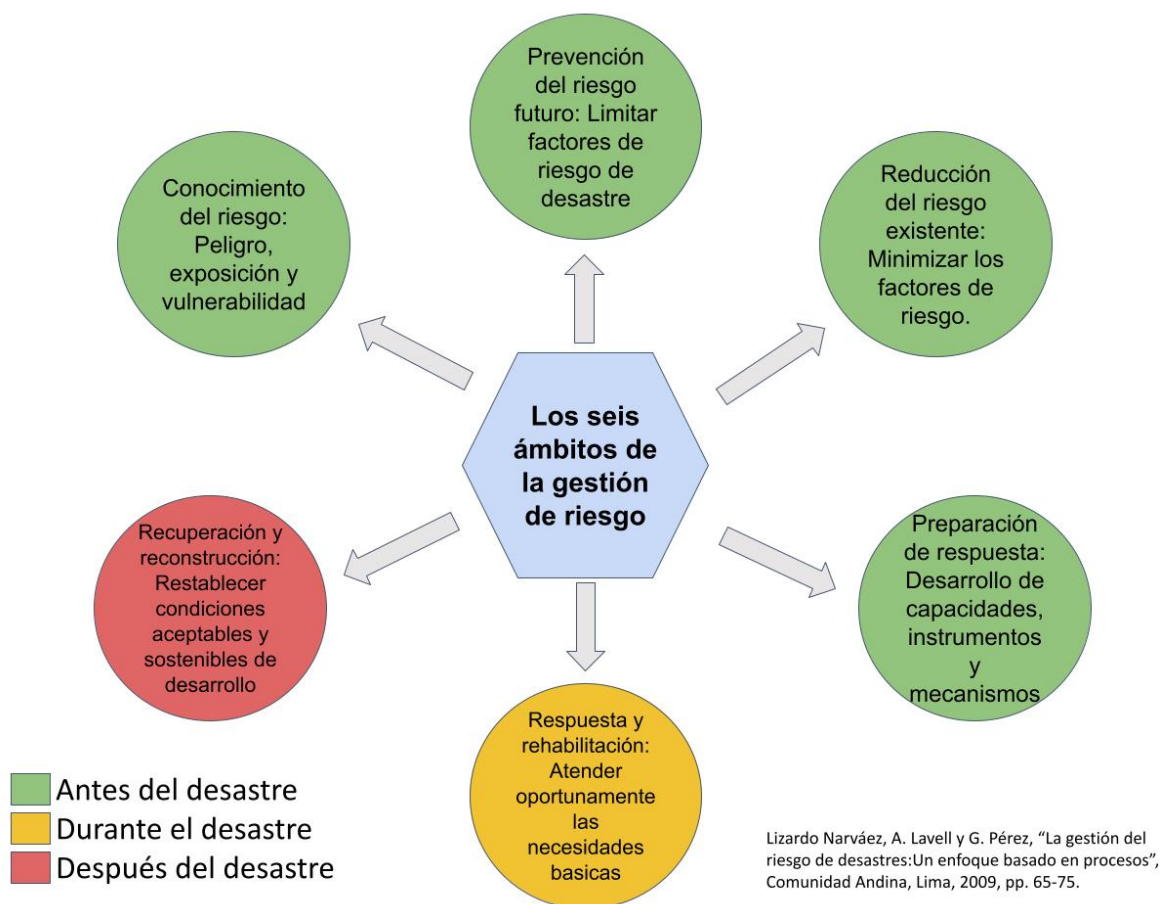 Prevención
del riesgo
futuro: Limitar
factores de
riesgo de
desastre
Conocimiento
del riesgo:
Peligro,
exposición y
vulnerabilidad
Reducción
del riesgo
existente:
Minimizar los
factores de
riesgo.
Los seis
ámbitos de
la gestión
de riesgo
Recuperación y
reconstrucción:
Restablecer
condiciones
aceptables y
sostenibles de
desarrollo
Preparación
de respuesta:
Desarrollo de
capacidades,
instrumentos
y
mecanismos
Respuesta y
rehabilitación:
Atender
oportunamente
las
necesidades
basicas
Antes del desastre
Durante el desastre
Después del desastre
Lizardo Narváez, A. Lavell y G. Pérez, “La gestión del
riesgo de desastres:Un enfoque basado en procesos”,
Comunidad Andina, Lima, 2009, pp. 65-75.